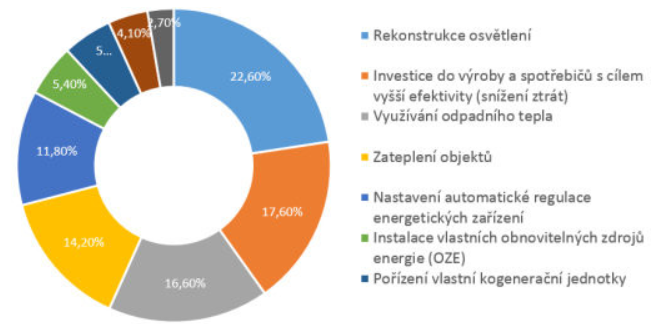 2,70%
4,10%
5...
5,40%
11,80%
14,20%
16,60%
17,60%
22,60%
Rekonstrukce osvětlení
Investice do výroby a spotřebičů s cílem
vyšší efektivity (snížení ztrát)
Využívání odpadního tepla
Zateplení objektů
Nastavení automatické regulace
energetických zařízení
Instalace vlastních obnovitelných zdrojů
energie (OZE)
Pořízení vlastní kogenerační jednotky